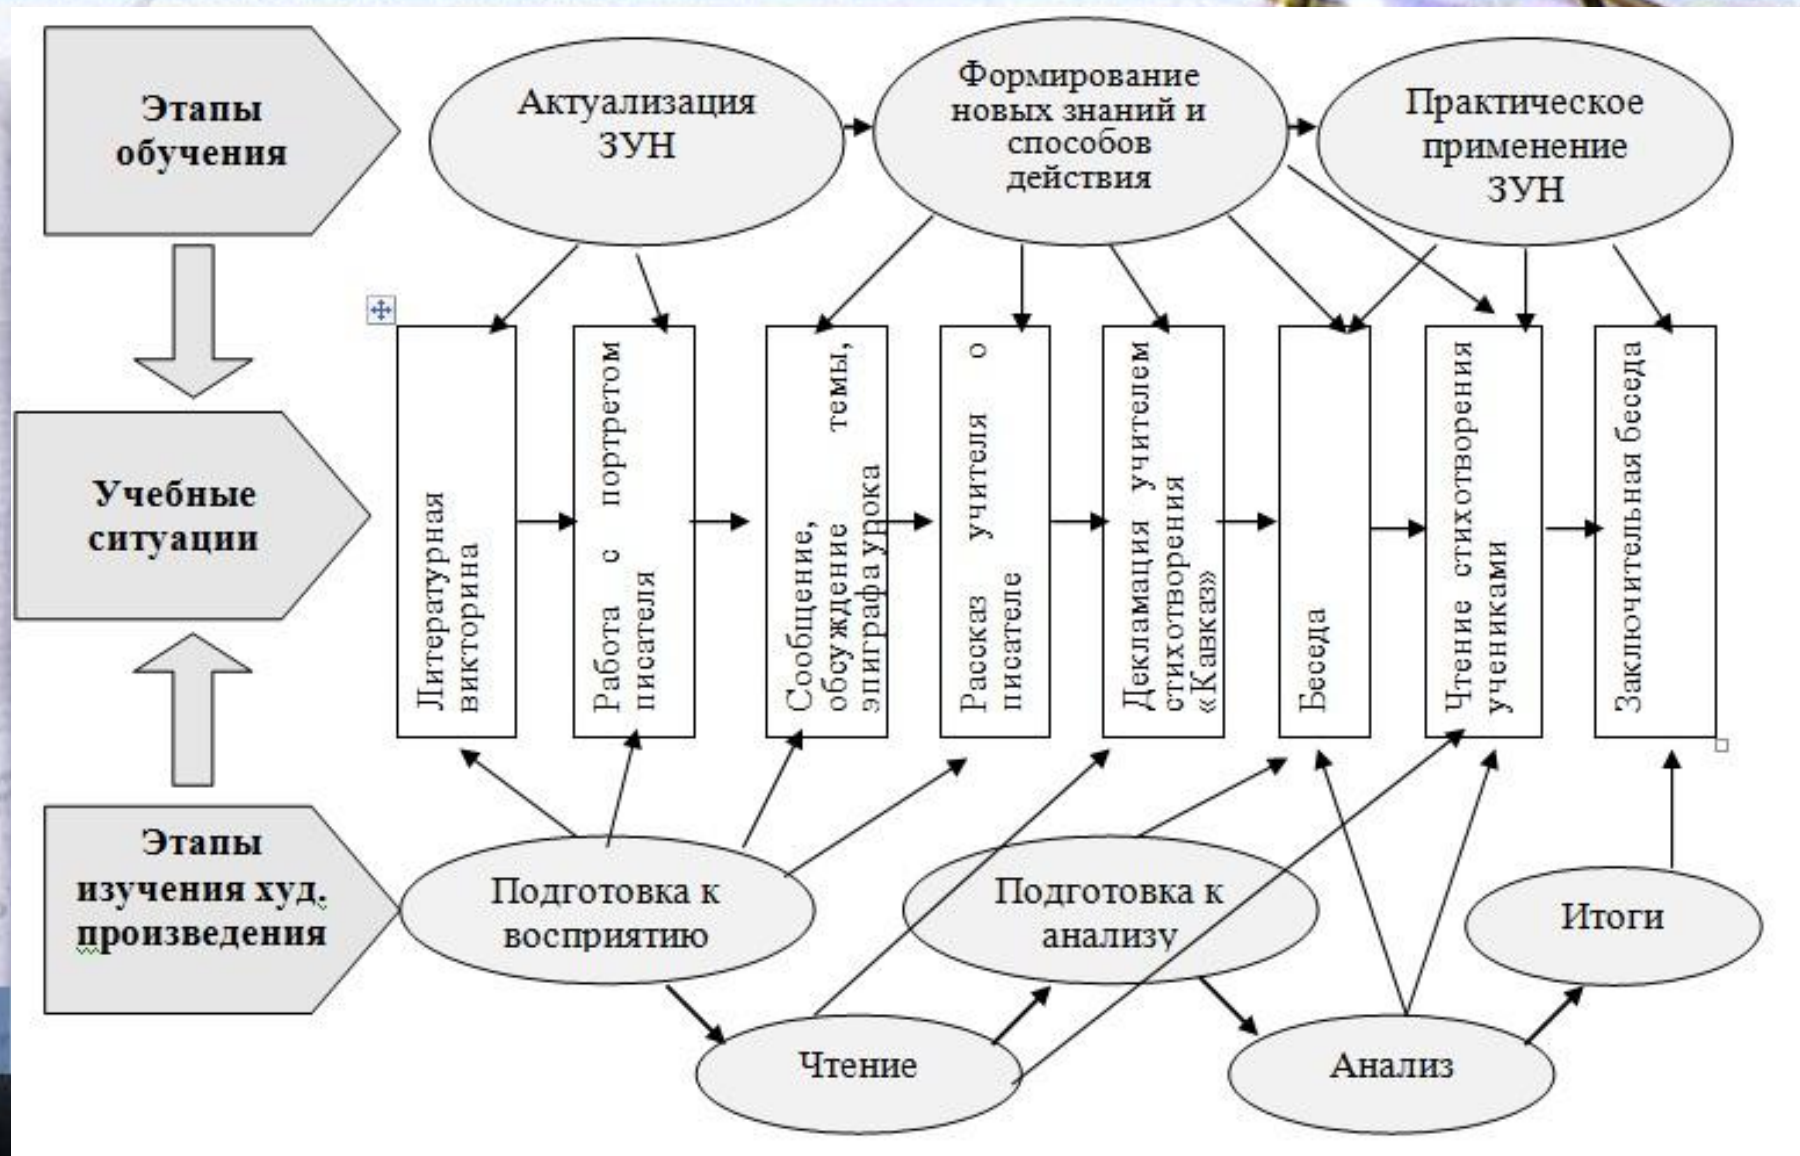 Этапы
обучения
Актуализация
ЗУН
Формирование
новых знаний и
способов
действия
Практическое
применение
ЗУН
Учебные
ситуации
Литературная
викторина
Работа с портретом
писателя
Сообщение,
обсуждение темы,
эпиграфа урока
Рассказ учителя о
писателе
Декламация учителем
стихотворения
«Кавказ»
Беседа
Чтение стихотворения
учениками
Заключительная беседа
Этапы
изучения худ.
произведения
Подготовка к
восприятию
Подготовка к
анализу
Итоги
Чтение
Анализ